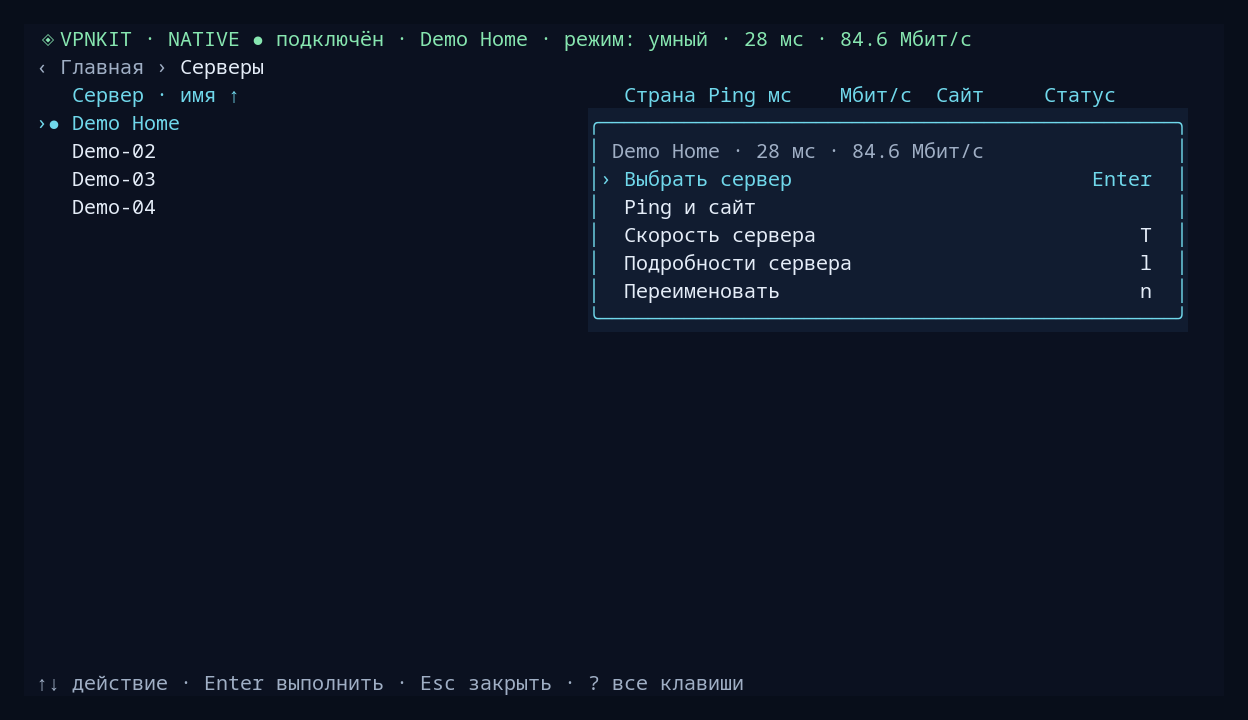 ◈ VPNKIT · NATIVE ● подключён · Demo Home · режим: умный · 28 мс · 84.6 Мбит/с
‹ Главная › Серверы
Сервер · имя ↑ Страна Ping мс Мбит/с Сайт Статус
›● Demo Home
Demo-02
Demo-03
Demo-04
Demo Home · 28 мс · 84.6 Мбит/с
› Выбрать сервер Enter
Ping и сайт
Скорость сервера T
Подробности сервера l
Переименовать n
↑↓ действие · Enter выполнить · Esc закрыть · ? все клавиши